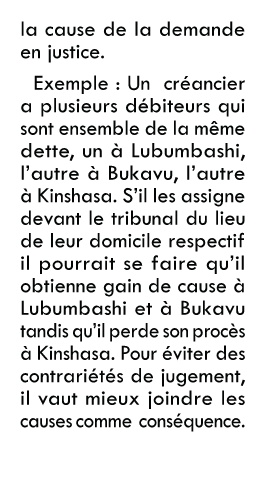 la cause de la demande
en justice.
Exemple : Un créancier
a plusieurs débiteurs qui
sont ensemble de la même
dette, un à Lubumbashi,
l'autre à Bukavu, l'autre
à Kinshasa. S'il les assigne
devant le tribunal du lieu
de leur domicile respectif
il pourrait se faire qu'il
obtienne gain de cause à
Lubumbashi et à Bukavu
tandis qu'il perde son procès
à Kinshasa. Pour éviter des
contrariétés de jugement,
il vaut mieux joindre les
causes comme conséquence.